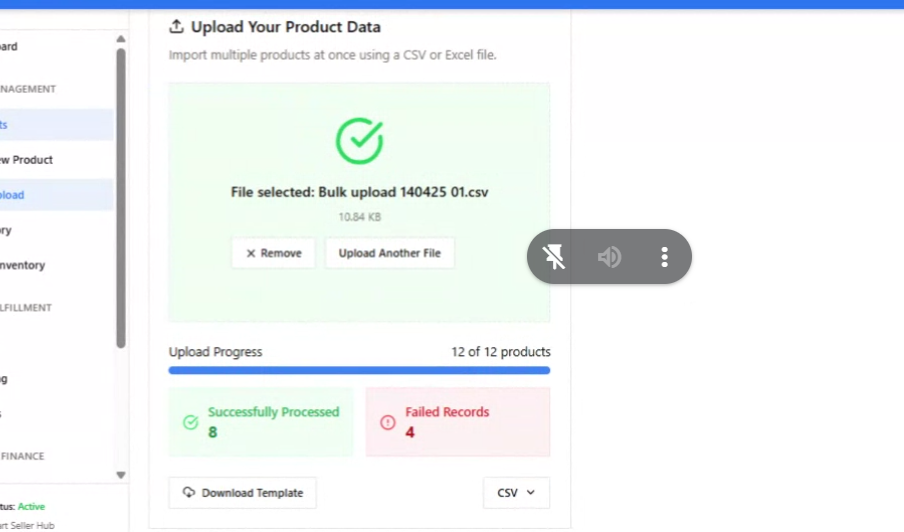 Upload Your Product Data
Import multiple products at once using a CSV or Excel file.
ard
NAGEMENT
ts
ew Product
pload
ry
nventory
LFILLMENT
g
s
FINANCE
tus: Active
rt Seller Hub
File selected: Bulk upload 140425 01.csv
10.84 KB
× Remove
Upload Another File
Upload Progress
12 of 12 products
Successfully Processed
8
Failed Records
4
Download Template
CSV